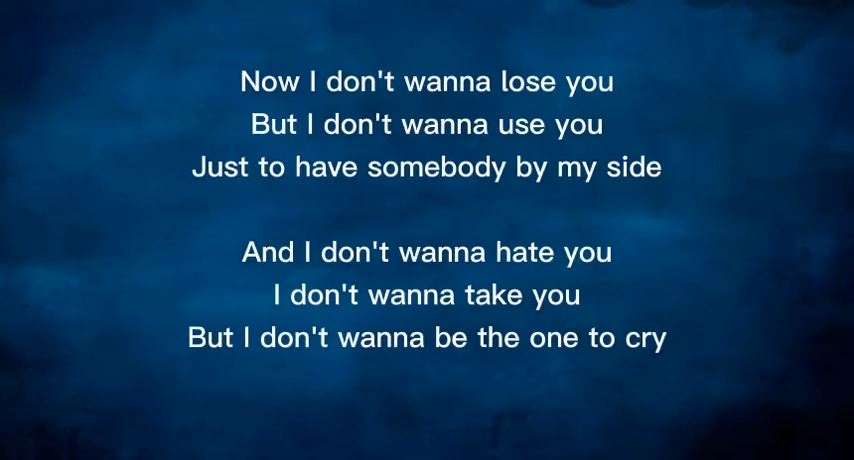 Now I don't wanna lose you
But I don't wanna use you
Just to have somebody by my side
And I don't wanna hate you
I don't wanna take you
But I don't wanna be the one to cry